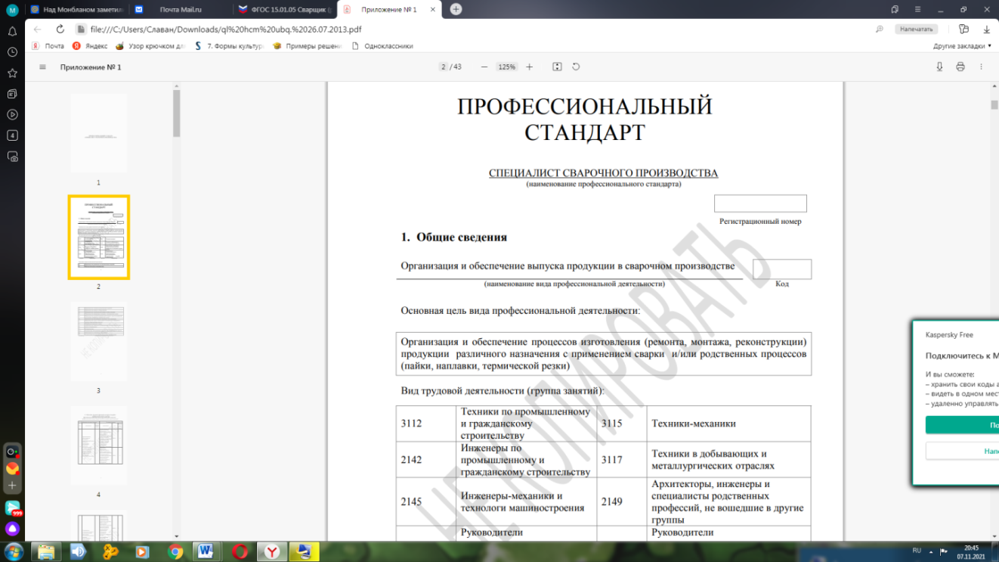 Над Монбланом заметил
Почта Mail.ru
ФГОС 15.01.05 Сварщик (
Приложение № 1
file:///C:/Users/Славан/Downloads/ql%20hcm%20ubq.%2026.07.2013.pdf
Напечатать
Почта
Яндекс
Узор крючком дл
7. Формы культур
Примеры решени
Одноклассники
Другие закладки
Приложение № 1
2 / 43
125%
1
2
3
4
4
999
ПРОФЕССИОНАЛЬНЫЙ
СТАНДАРТ
СПЕЦИАЛИСТ СВАРОЧНОГО ПРОИЗВОДСТВА
(наименование профессионального стандарта)
Регистрационный номер
1. Общие сведения
Организация и обеспечение выпуска продукции в сварочном производстве
(наименование вида профессиональной деятельности)
Код
Основная цель вида профессиональной деятельности:
Организация и обеспечение процессов изготовления (ремонта, монтажа, реконструкции)
продукции различного назначения с применением сварки и/или родственных процессов
(пайки, наплавки, термической резки)
Вид трудовой деятельности (группа занятий):
3112
Техники по промышленному
и гражданскому
строительству
3115
Техники-механики
2142
Инженеры по
промышленному и
гражданскому строительству
3117
Техники в добывающих и
металлургических отраслях
2145
Инженеры-механики и
технологи машиностроения
2149
Архитекторы, инженеры и
специалисты родственных
профессий, не вошедшие в другие
группы
Руководители
Руководители
НЕ КОПИРОВАТЬ
Kaspersky Free
Подключитесь к M
И вы сможете:
– хранить свои коды а
– видеть в одном мес
– удаленно управлять
По
Нап
RU
20:45
07.11.2021